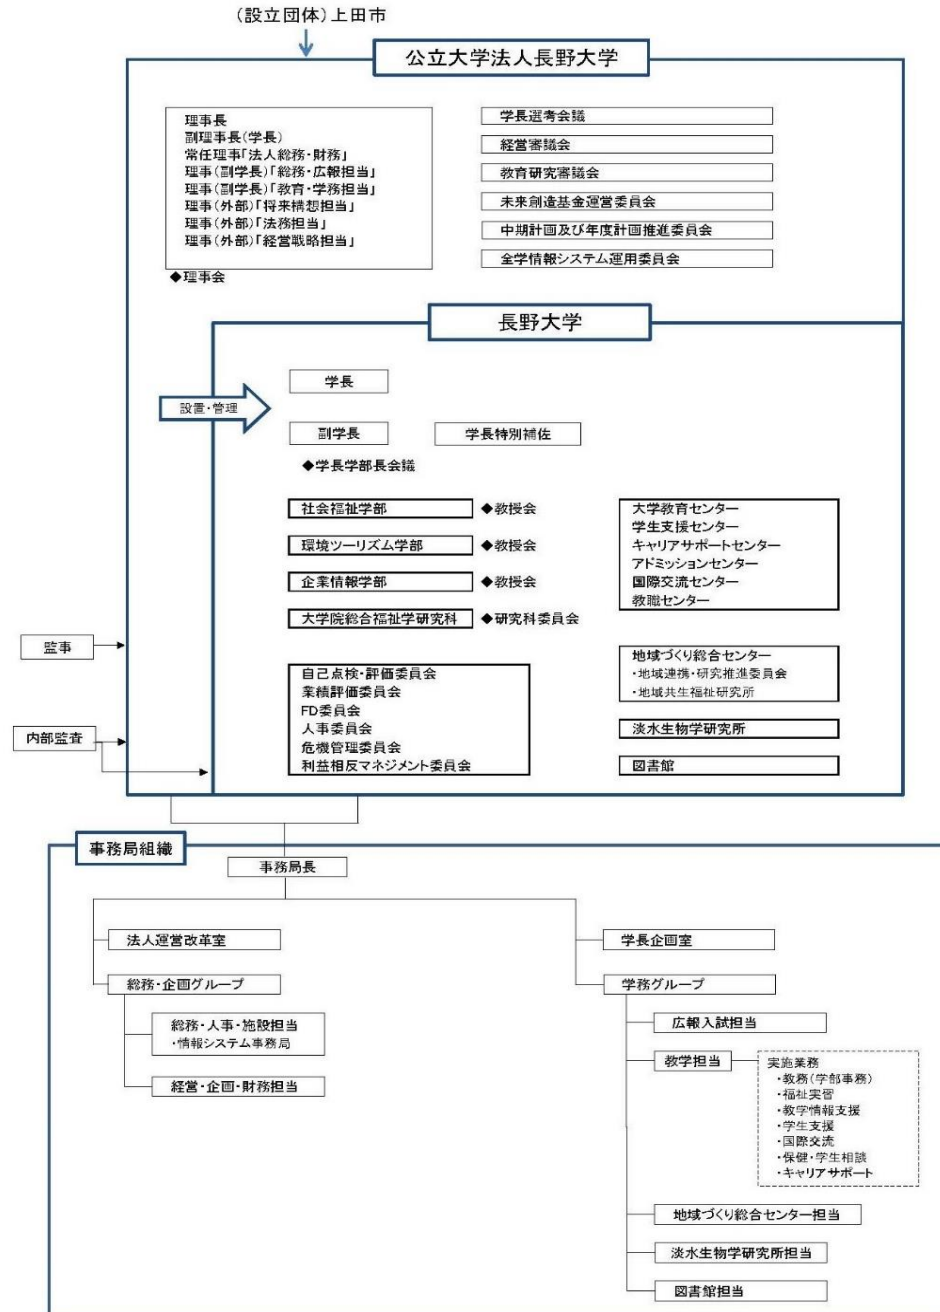 (設立団体)上田市
公立大学法人長野大学
理事長
副理事長(学長)
常任理事「法人総務・財務」
理事(副学長)「総務・広報担当」
理事(副学長)「教育・学務担当」
理事(外部)「将来構想担当」
理事(外部)「法務担当」
理事(外部)「経営戦略担当」
◆理事会
学長選考会議
経営審議会
教育研究審議会
未来創造基金運営委員会
中期計画及び年度計画推進委員会
全学情報システム運用委員会
長野大学
設置・管理
学長
副学長
学長特別補佐
◆学長学部長会議
社会福祉学部 ◆教授会
環境ツーリズム学部 ◆教授会
企業情報学部 ◆教授会
大学院総合福祉学研究科 ◆研究科委員会
大学教育センター
学生支援センター
キャリアサポートセンター
アドミッションセンター
国際交流センター
教職センター
監事
内部監査
自己点検・評価委員会
業績評価委員会
FD委員会
人事委員会
危機管理委員会
利益相反マネジメント委員会
地域づくり総合センター
・地域連携・研究推進委員会
・地域共生福祉研究所
淡水生物学研究所
図書館
事務局組織
事務局長
法人運営改革室
総務・企画グループ
総務・人事・施設担当
・情報システム事務局
経営・企画・財務担当
学長企画室
学務グループ
広報入試担当
教学担当
実施業務
・教務(学部事務)
・福祉実習
・教学情報支援
・学生支援
・国際交流
・保健・学生相談
・キャリアサポート
地域づくり総合センター担当
淡水生物学研究所担当
図書館担当